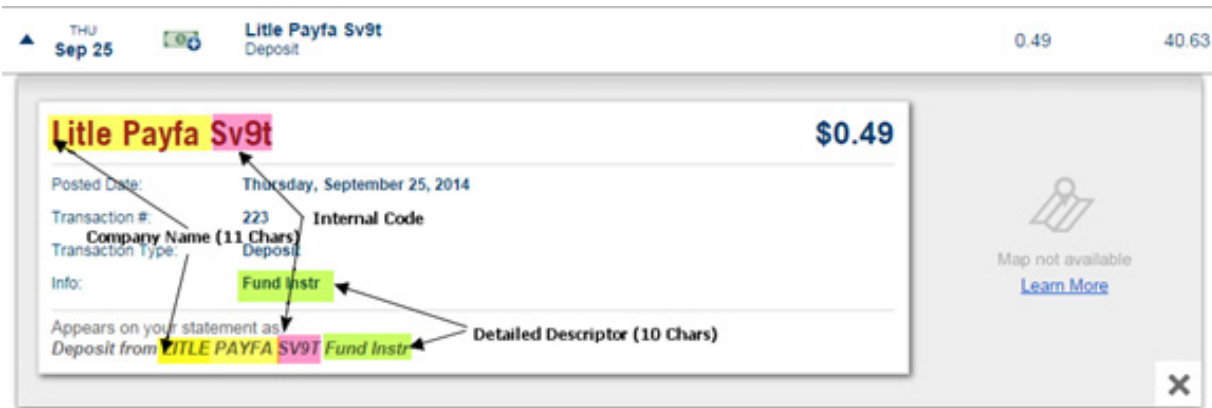 THU
Sep 25
Litle Payfa Sv9t
Deposit
0.49
40.63
Litle Payfa Sv9t
$0.49
Posted Date:
Thursday, September 25, 2014
Transaction #:
223
Internal Code
Company Name (11 Chars)
Transaction Type:
Deposit
Info:
Fund Instr
Appears on your statement as
Deposit from LITLE PAYFA SV9T Fund Instr
Detailed Descriptor (10 Chars)
Map not available
Learn More